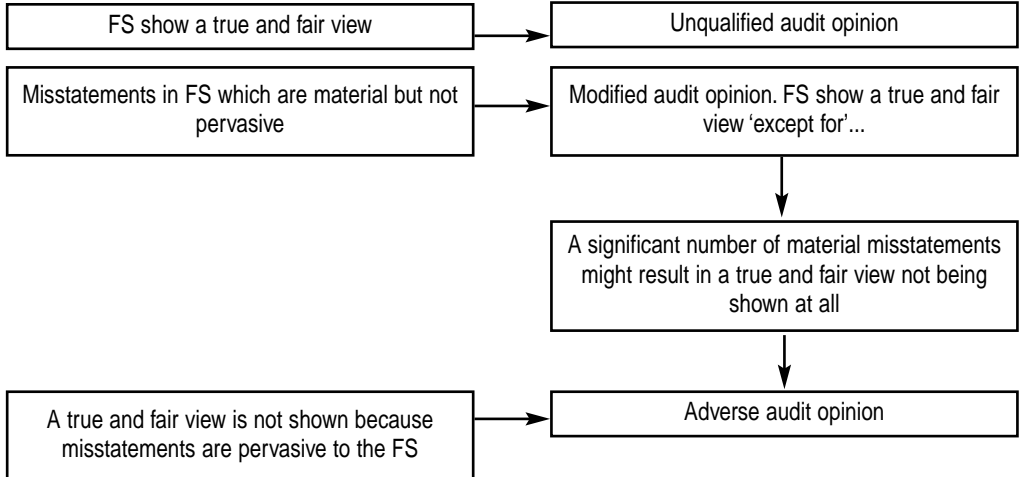 FS show a true and fair view
Unqualified audit opinion
Misstatements in FS which are material but not
pervasive
Modified audit opinion. FS show a true and fair
view ‘except for’...
A significant number of material misstatements
might result in a true and fair view not being
shown at all
A true and fair view is not shown because
misstatements are pervasive to the FS
Adverse audit opinion